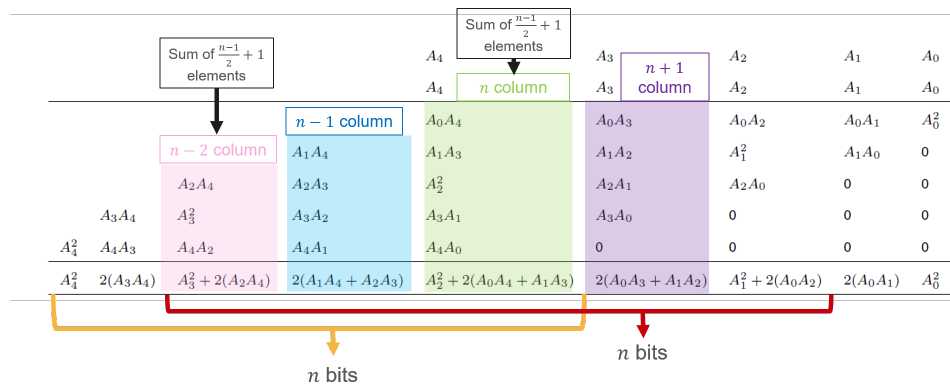 Sum of $\frac{n-1}{2}+1$ elements
Sum of $\frac{n-1}{2}+1$ elements
$A_4$ $A_3$ $A_2$ $A_1$ $A_0$
$A_4$ $n$ column $A_3$ $n+1$ column $A_2$ $A_1$ $A_0$
$n-1$ column $A_0A_4$ $A_0A_3$ $A_0A_2$ $A_0A_1$ $A_0^2$
$n-2$ column $A_1A_4$ $A_1A_3$ $A_1A_2$ $A_1^2$ $A_1A_0$ 0
$A_2A_4$ $A_2A_3$ $A_2^2$ $A_2A_1$ $A_2A_0$ 0 0
$A_3A_4$ $A_3^2$ $A_3A_2$ $A_3A_1$ $A_3A_0$ 0 0 0
$A_4^2$ $A_4A_3$ $A_4A_2$ $A_4A_1$ $A_4A_0$ 0 0 0 0
$A_4^2$ $2(A_3A_4)$ $A_3^2+2(A_2A_4)$ $2(A_1A_4+A_2A_3)$ $A_2^2+2(A_0A_4+A_1A_3)$ $2(A_0A_3+A_1A_2)$ $A_1^2+2(A_0A_2)$ $2(A_0A_1)$ $A_0^2$
$n$ bits
$n$ bits